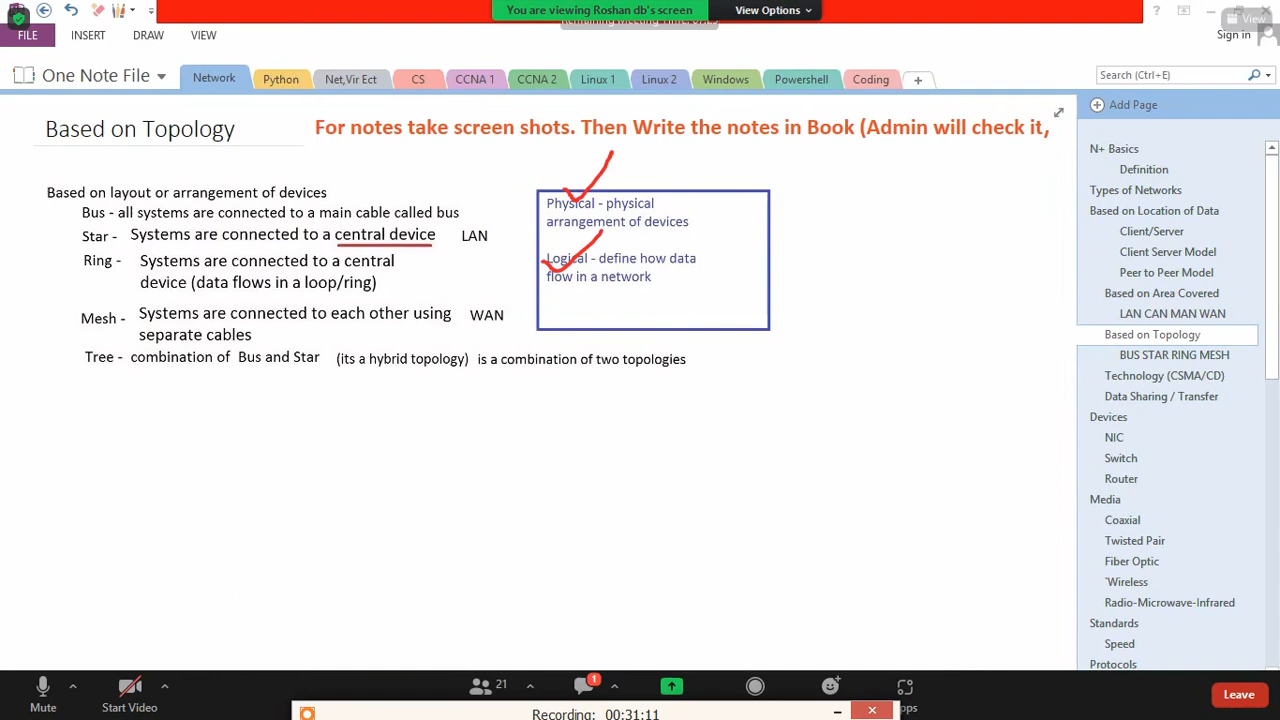 You are viewing Roshan db's screen
View Options
View
FILE
INSERT
DRAW
VIEW
Sign in
One Note File
Network
Python
Net,Vir Ect
CS
CCNA 1
CCNA 2
Linux 1
Linux 2
Windows
Powershell
Coding
Search (Ctrl+E)
Based on Topology
For notes take screen shots. Then Write the notes in Book (Admin will check it,
Based on layout or arrangement of devices
Bus - all systems are connected to a main cable called bus
Star - Systems are connected to a central device LAN
Ring - Systems are connected to a central
device (data flows in a loop/ring)
Mesh - Systems are connected to each other using WAN
separate cables
Tree - combination of Bus and Star (its a hybrid topology) is a combination of two topologies
Physical - physical
arrangement of devices
Logical - define how data
flow in a network
Add Page
N+ Basics
Definition
Types of Networks
Based on Location of Data
Client/Server
Client Server Model
Peer to Peer Model
Based on Area Covered
LAN CAN MAN WAN
Based on Topology
BUS STAR RING MESH
Technology (CSMA/CD)
Data Sharing / Transfer
Devices
NIC
Switch
Router
Media
Coaxial
Twisted Pair
Fiber Optic
`Wireless
Radio-Microwave-Infrared
Standards
Speed
Protocols
Mute
Start Video
21
1
Leave
Recording: 00:31:11